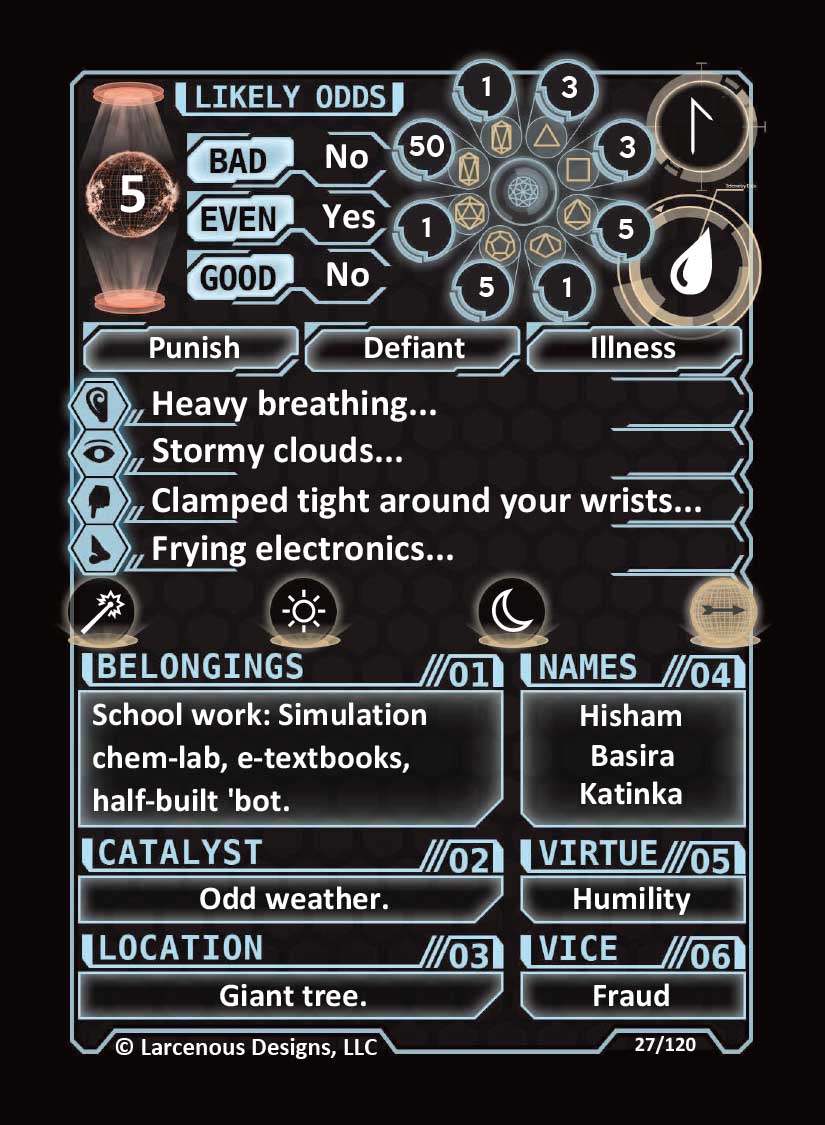 LIKELY ODDS
5
BAD No
EVEN Yes
GOOD No
1
3
50
3
1
5
5
1
ᛚ
Punish
Defiant
Illness
Heavy breathing...
Stormy clouds...
Clamped tight around your wrists...
Frying electronics...
BELONGINGS ///01
School work: Simulation
chem-lab, e-textbooks,
half-built 'bot.
NAMES ///04
Hisham
Basira
Katinka
CATALYST ///02
Odd weather.
VIRTUE ///05
Humility
LOCATION ///03
Giant tree.
VICE ///06
Fraud
© Larcenous Designs, LLC
27/120